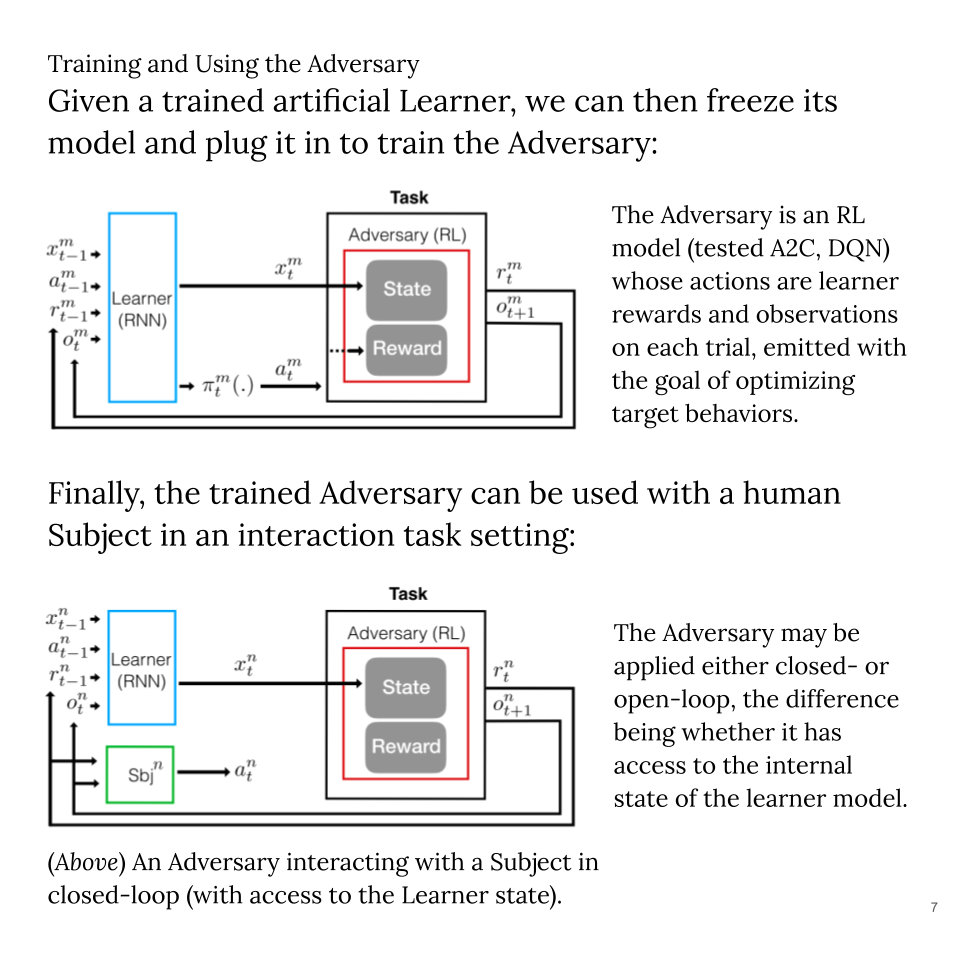 Training and Using the Adversary
Given a trained artificial Learner, we can then freeze its
model and plug it in to train the Adversary:
Task
Adversary (RL)
x_{t-1}^m
a_{t-1}^m
r_{t-1}^m
o_t^m
Learner
(RNN)
x_t^m
State
Reward
π_t^m(.)
a_t^m
r_t^m
o_{t+1}^m
The Adversary is an RL
model (tested A2C, DQN)
whose actions are learner
rewards and observations
on each trial, emitted with
the goal of optimizing
target behaviors.
Finally, the trained Adversary can be used with a human
Subject in an interaction task setting:
Task
Adversary (RL)
x_{t-1}^n
a_{t-1}^n
r_{t-1}^n
o_t^n
Learner
(RNN)
x_t^n
State
Reward
Sbj^n
a_t^n
r_t^n
o_{t+1}^n
The Adversary may be
applied either closed- or
open-loop, the difference
being whether it has
access to the internal
state of the learner model.
(Above) An Adversary interacting with a Subject in
closed-loop (with access to the Learner state).
7